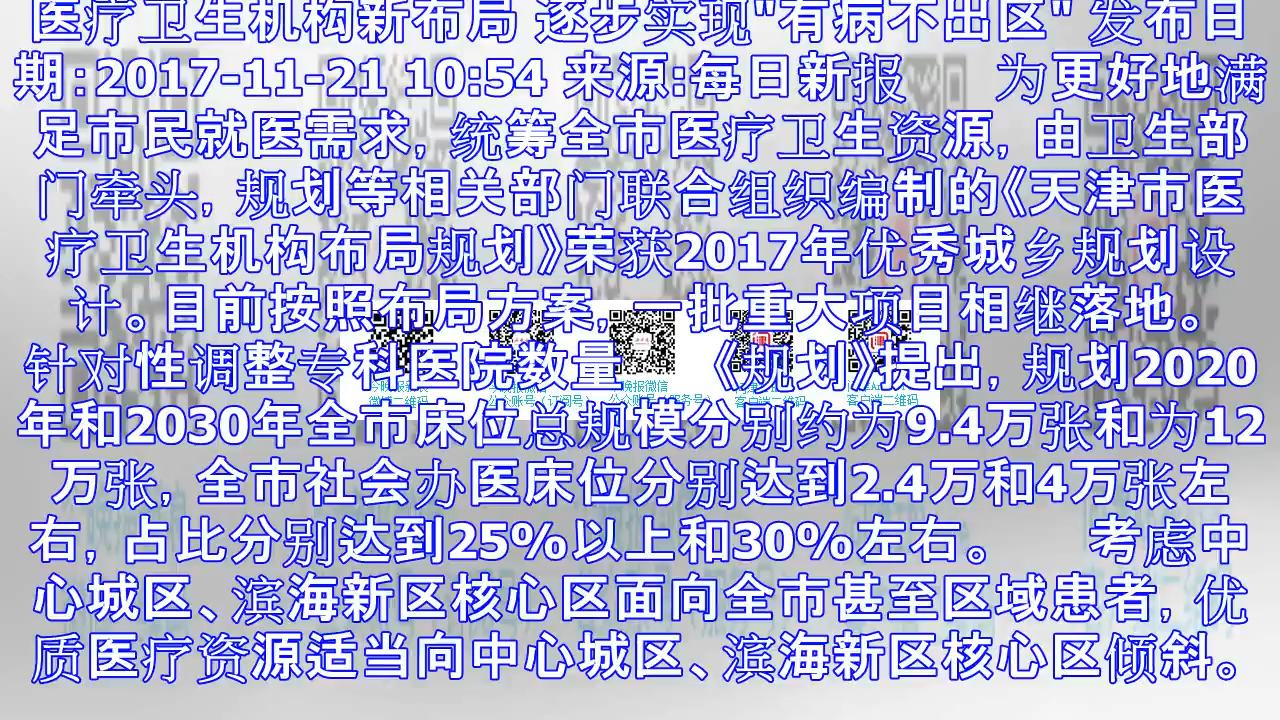 医疗卫生机构新布局 逐步实现"有病不出区" 发布日
期:2017-11-21 10:54 来源:每日新报 为更好地满
足市民就医需求, 统筹全市医疗卫生资源, 由卫生部
门牵头, 规划等相关部门联合组织编制的《天津市医
疗卫生机构布局规划》荣获2017年优秀城乡规划设
计。目前按照布局方案, 一批重大项目相继落地。
针对性调整专科医院数量 《规划》提出, 规划2020
年和2030年全市床位总规模分别约为9.4万张和为12
万张, 全市社会办医床位分别达到2.4万和4万张左
右, 占比分别达到25%以上和30%左右。 考虑中
心城区、滨海新区核心区面向全市甚至区域患者, 优
质医疗资源适当向中心城区、滨海新区核心区倾斜。